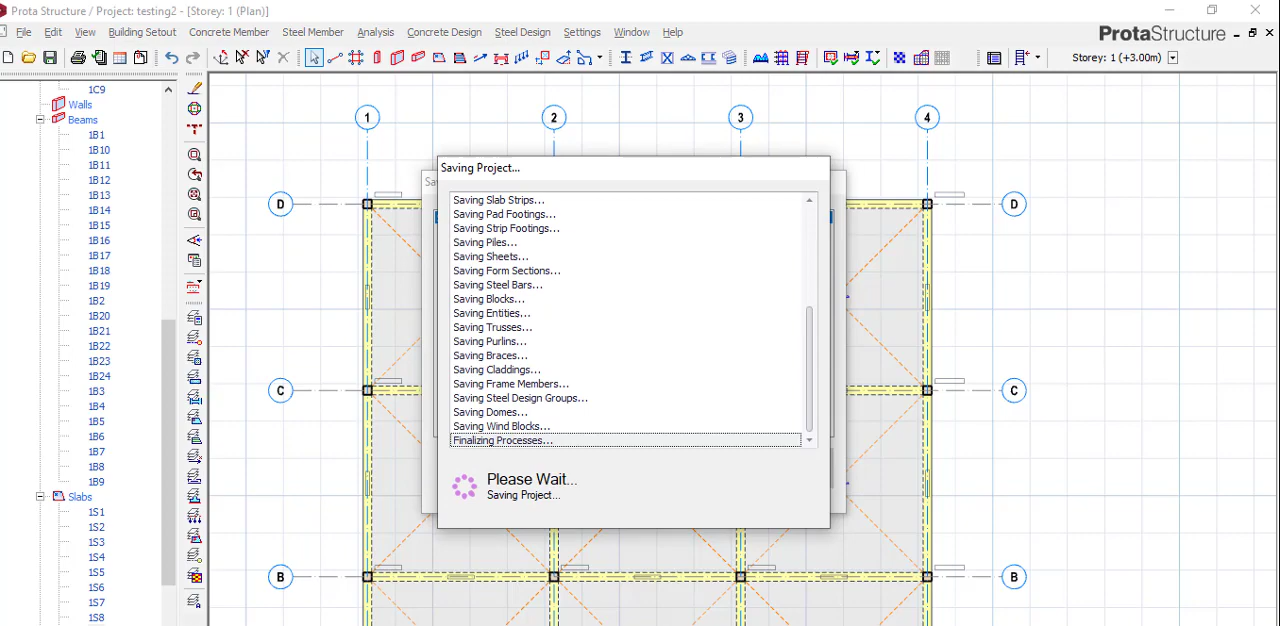 Prota Structure / Project: testing2 - [Storey: 1 (Plan)]
File Edit View Building Setout Concrete Member Steel Member Analysis Concrete Design Steel Design Settings Window Help
ProtaStructure
Storey: 1 (+3.00m)
1C9
Walls
Beams
1B1
1B10
1B11
1B12
1B13
1B14
1B15
1B16
1B17
1B18
1B19
1B2
1B20
1B21
1B22
1B23
1B24
1B3
1B4
1B5
1B6
1B7
1B8
1B9
Slabs
1S1
1S2
1S3
1S4
1S5
1S6
1S7
1S8
1 2 3 4
D D
C C
B B
Saving Project...
Saving Slab Strips...
Saving Pad Footings...
Saving Strip Footings...
Saving Piles...
Saving Sheets...
Saving Form Sections...
Saving Steel Bars...
Saving Blocks...
Saving Entities...
Saving Trusses...
Saving Purlins...
Saving Braces...
Saving Claddings...
Saving Frame Members...
Saving Steel Design Groups...
Saving Domes...
Saving Wind Blocks...
Finalizing Processes...
Please Wait...
Saving Project...